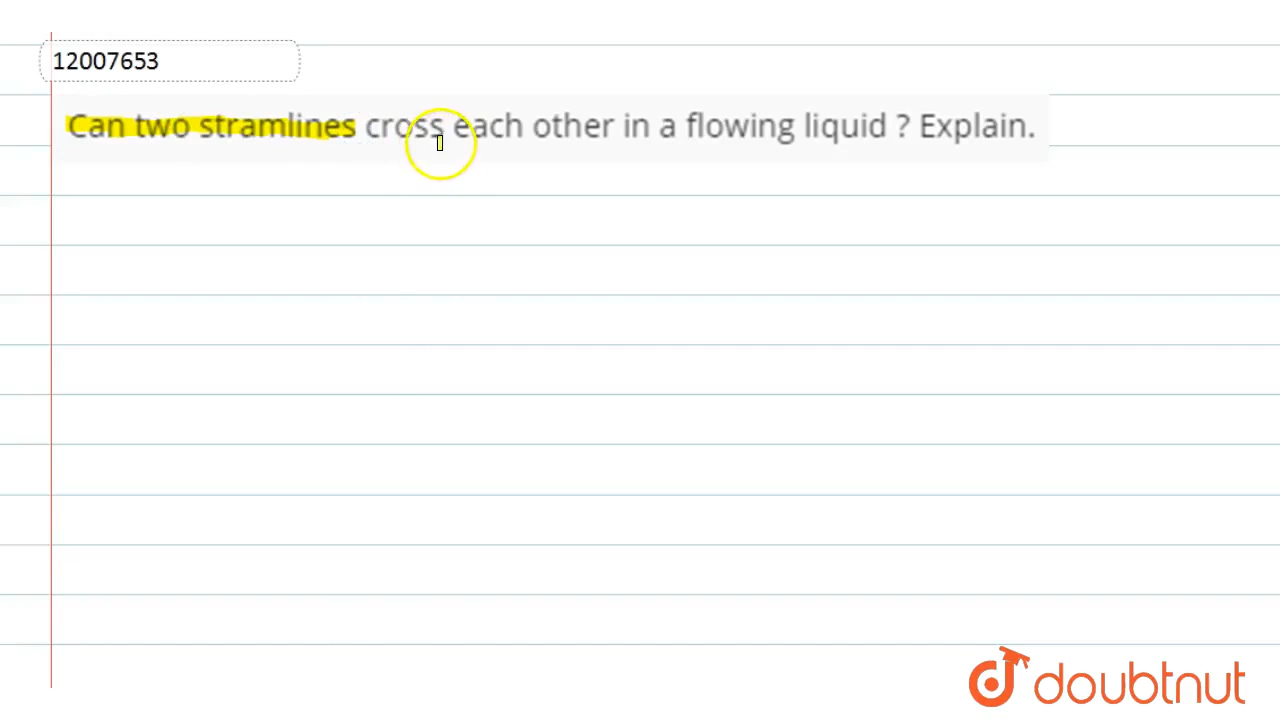 12007653
Can two stramlines cross each other in a flowing liquid ? Explain.
doubtnut